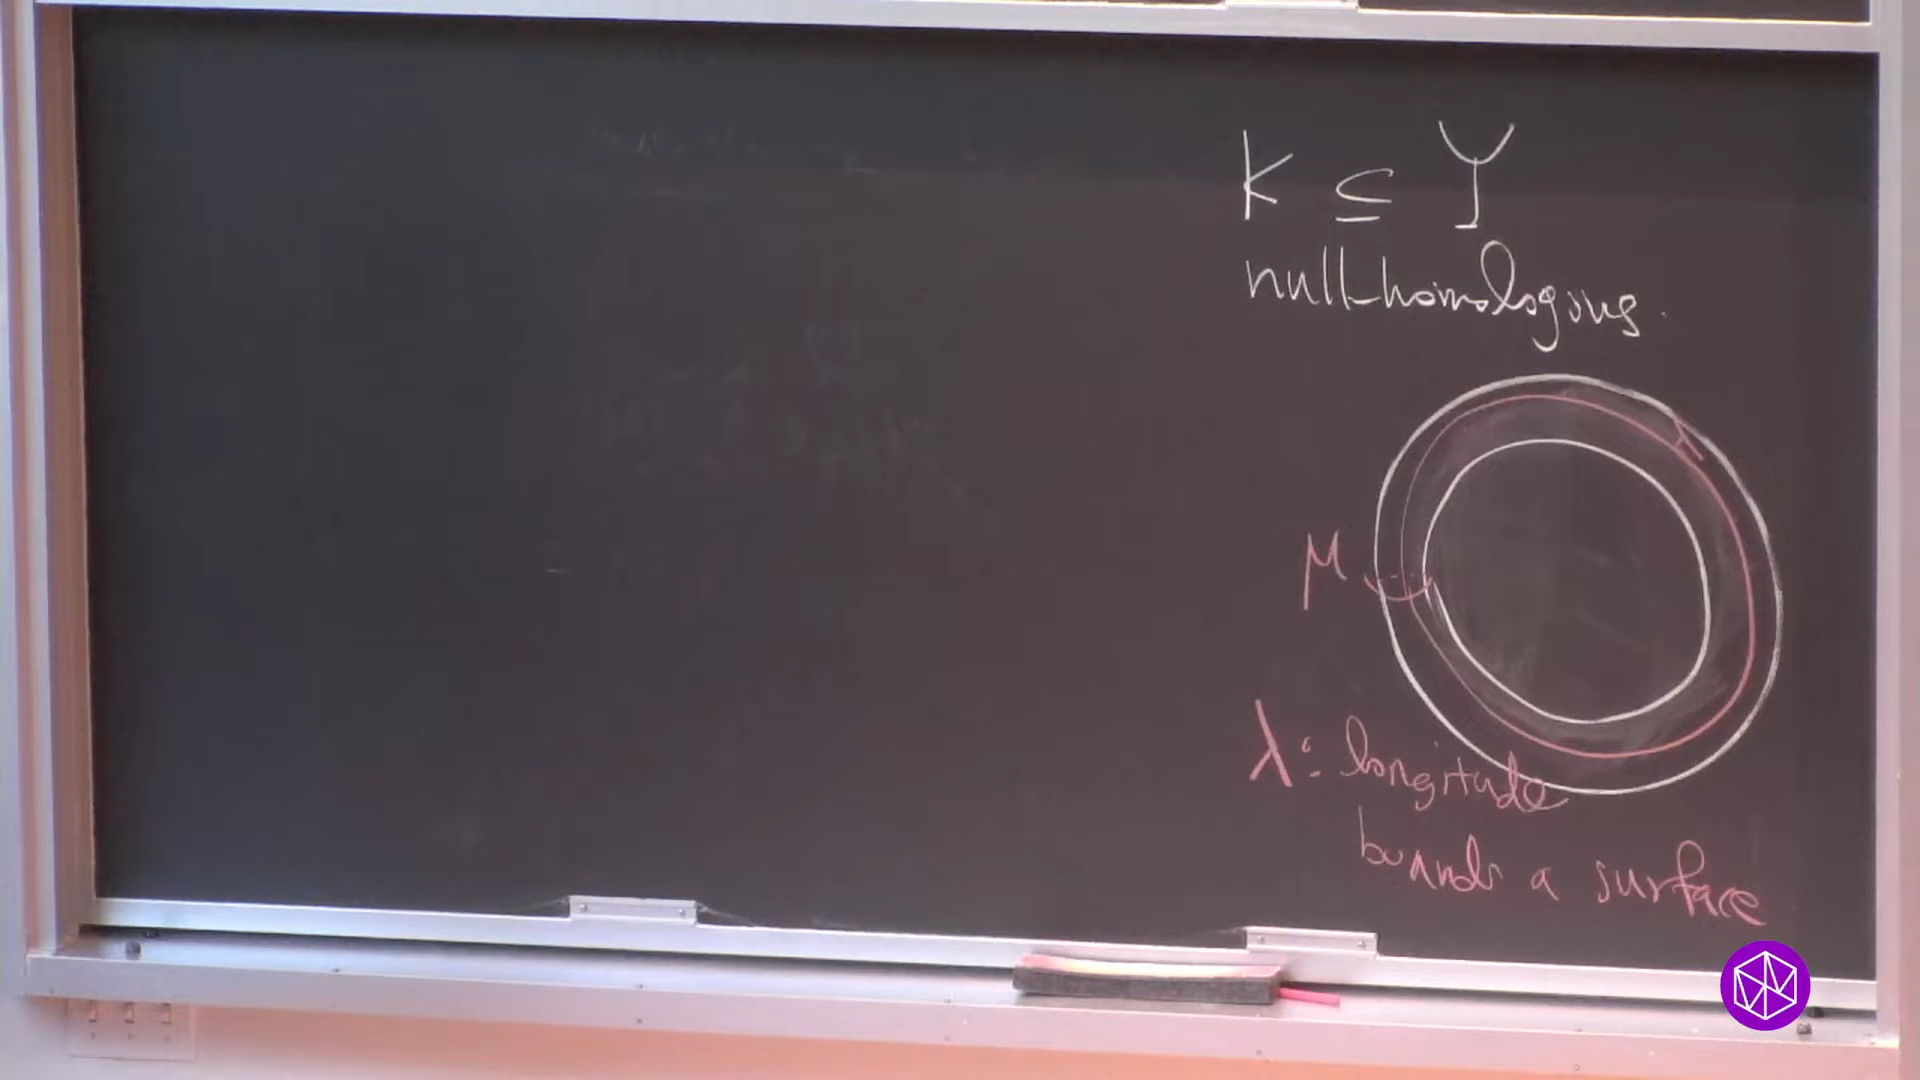 K ⊆ Y
null-homologous.
μ
λ: longitude
bounds a surface